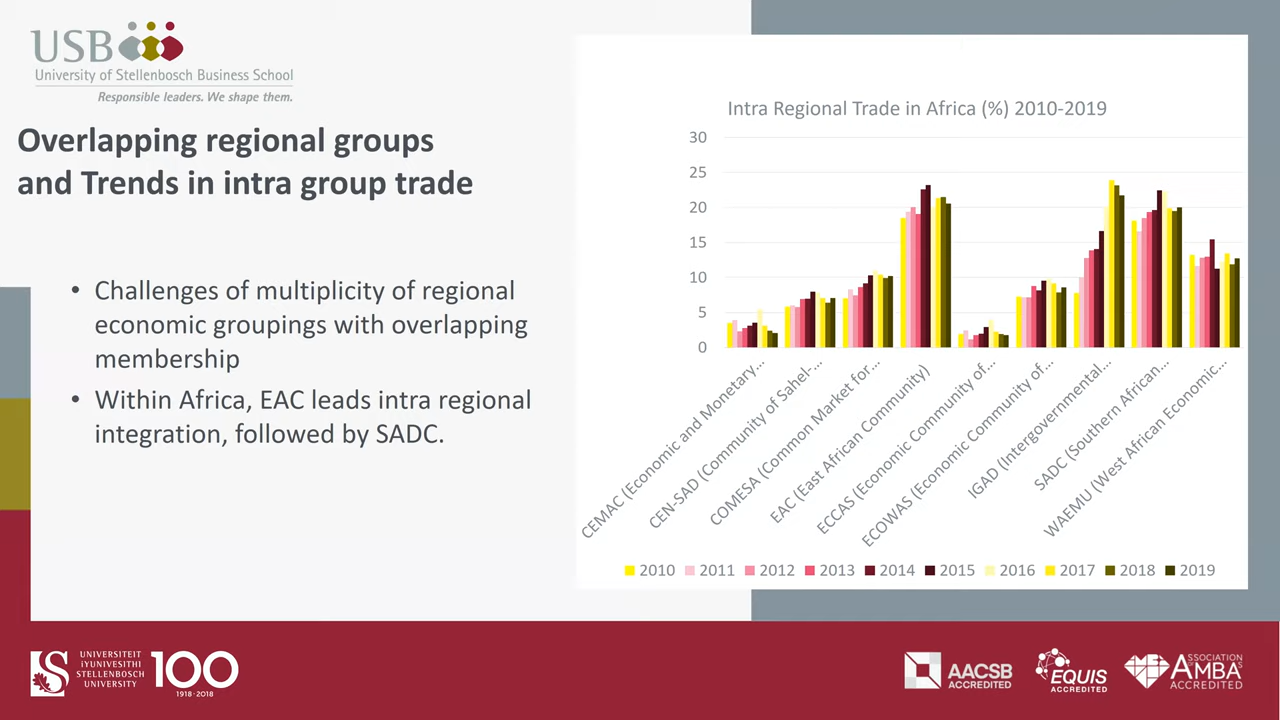 USB
University of Stellenbosch Business School
Responsible leaders. We shape them.
Overlapping regional groups
and Trends in intra group trade
• Challenges of multiplicity of regional
economic groupings with overlapping
membership
• Within Africa, EAC leads intra regional
integration, followed by SADC.
Intra Regional Trade in Africa (%) 2010-2019
30
25
20
15
10
5
0
CEMAC (Economic and Monetary...
CEN-SAD (Community of Sahel-...
COMESA (Common Market for...
EAC (East African Community)
ECCAS (Economic Community of...
ECOWAS (Economic Community of...
IGAD (Intergovernmental...
SADC (Southern African...
WAEMU (West African Economic...
2010 2011 2012 2013 2014 2015 2016 2017 2018 2019
UNIVERSITEIT
iYUNIVESITHI
STELLENBOSCH
UNIVERSITY
100
1918·2018
AACSB
ACCREDITED
EQUIS
ACCREDITED
ASSOCIATION
OF MBAS
ACCREDITED